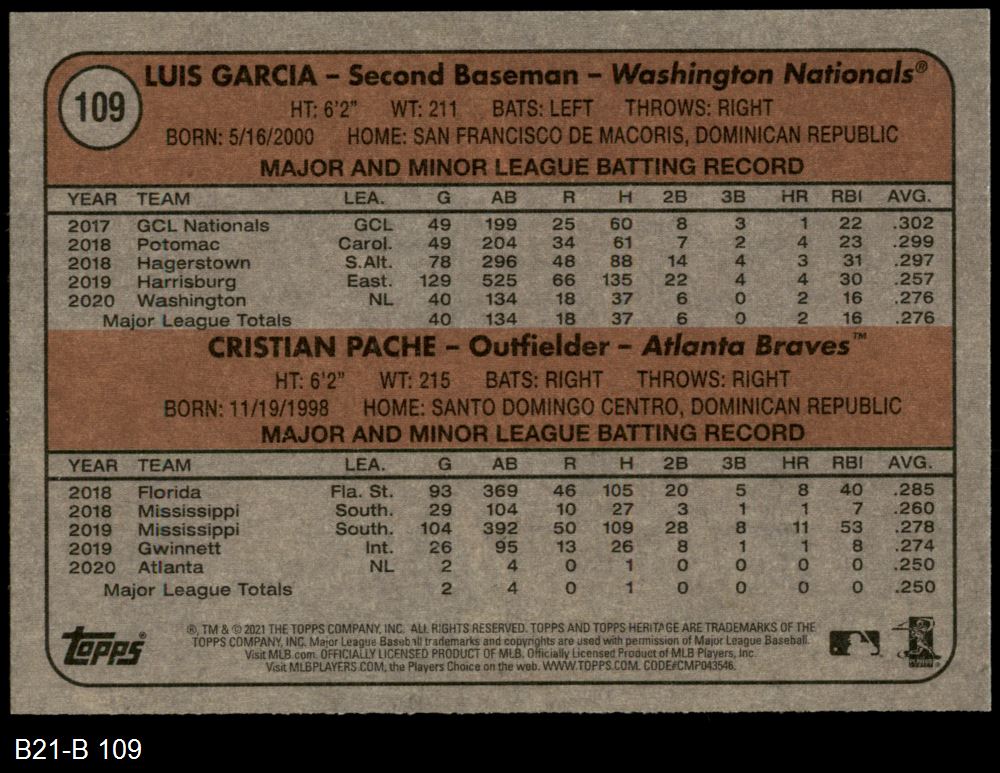 109
LUIS GARCIA – Second Baseman – Washington Nationals®
HT: 6'2" WT: 211 BATS: LEFT THROWS: RIGHT
BORN: 5/16/2000 HOME: SAN FRANCISCO DE MACORIS, DOMINICAN REPUBLIC
MAJOR AND MINOR LEAGUE BATTING RECORD
YEAR TEAM LEA. G AB R H 2B 3B HR RBI AVG.
2017 GCL Nationals GCL 49 199 25 60 8 3 1 22 .302
2018 Potomac Carol. 49 204 34 61 7 2 4 23 .299
2018 Hagerstown S.Alt. 78 296 48 88 14 4 3 31 .297
2019 Harrisburg East. 129 525 66 135 22 4 4 30 .257
2020 Washington NL 40 134 18 37 6 0 2 16 .276
Major League Totals 40 134 18 37 6 0 2 16 .276
CRISTIAN PACHE – Outfielder – Atlanta Braves™
HT: 6'2" WT: 215 BATS: RIGHT THROWS: RIGHT
BORN: 11/19/1998 HOME: SANTO DOMINGO CENTRO, DOMINICAN REPUBLIC
MAJOR AND MINOR LEAGUE BATTING RECORD
YEAR TEAM LEA. G AB R H 2B 3B HR RBI AVG.
2018 Florida Fla. St. 93 369 46 105 20 5 8 40 .285
2018 Mississippi South. 29 104 10 27 3 1 1 7 .260
2019 Mississippi South. 104 392 50 109 28 8 11 53 .278
2019 Gwinnett Int. 26 95 13 26 8 1 1 8 .274
2020 Atlanta NL 2 4 0 1 0 0 0 0 .250
Major League Totals 2 4 0 1 0 0 0 0 .250
Topps®
®, TM & © 2021 THE TOPPS COMPANY, INC. ALL RIGHTS RESERVED. TOPPS AND TOPPS HERITAGE ARE TRADEMARKS OF THE
TOPPS COMPANY, INC. Major League Baseball trademarks and copyrights are used with permission of Major League Baseball.
Visit MLB.com. OFFICIALLY LICENSED PRODUCT OF MLB. Officially Licensed Product of MLB Players, Inc.
Visit MLBPLAYERS.COM, the Players Choice on the web. WWW.TOPPS.COM. CODE#CMP043546.
B21-B 109